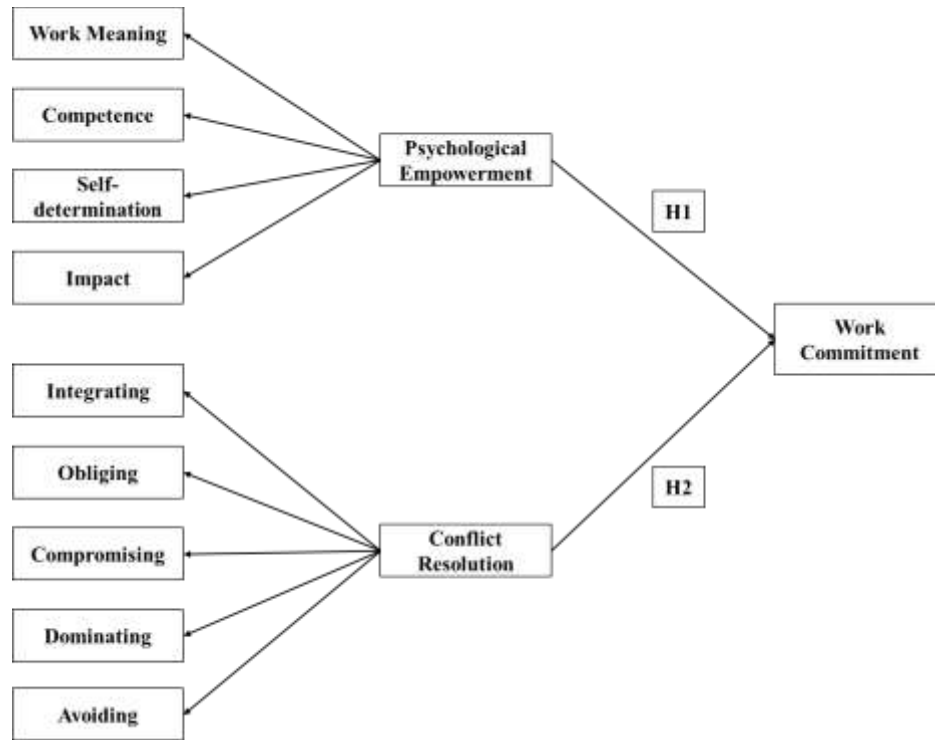 Work Meaning
Competence
Self-
determination
Impact
Psychological
Empowerment
H1
Work
Commitment
Integrating
Obliging
Compromising
Dominating
Avoiding
Conflict
Resolution
H2